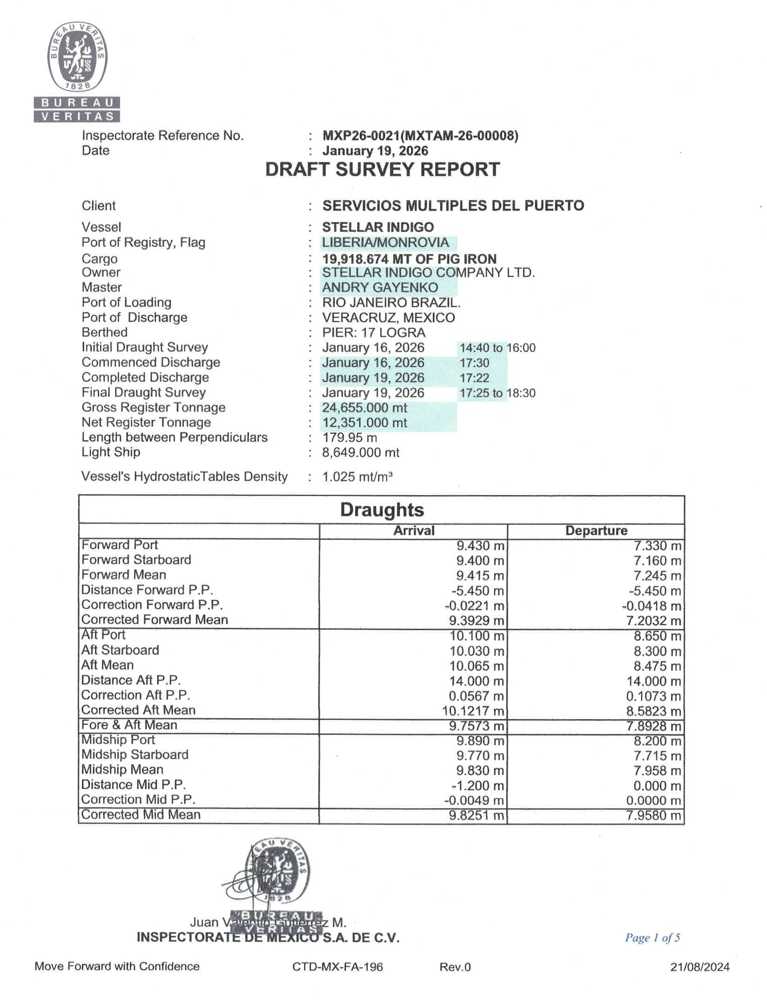 BUREAU VERITAS
1828
BUREAU
VERITAS
Inspectorate Reference No. : MXP26-0021(MXTAM-26-00008)
Date : January 19, 2026
DRAFT SURVEY REPORT
Client : SERVICIOS MULTIPLES DEL PUERTO
Vessel : STELLAR INDIGO
Port of Registry, Flag : LIBERIA/MONROVIA
Cargo : 19,918.674 MT OF PIG IRON
Owner : STELLAR INDIGO COMPANY LTD.
Master : ANDRY GAYENKO
Port of Loading : RIO JANEIRO BRAZIL.
Port of Discharge : VERACRUZ, MEXICO
Berthed : PIER: 17 LOGRA
Initial Draught Survey : January 16, 2026 14:40 to 16:00
Commenced Discharge : January 16, 2026 17:30
Completed Discharge : January 19, 2026 17:22
Final Draught Survey : January 19, 2026 17:25 to 18:30
Gross Register Tonnage : 24,655.000 mt
Net Register Tonnage : 12,351.000 mt
Length between Perpendiculars : 179.95 m
Light Ship : 8,649.000 mt
Vessel's HydrostaticTables Density : 1.025 mt/m³
Draughts
Arrival Departure
Forward Port 9.430 m 7.330 m
Forward Starboard 9.400 m 7.160 m
Forward Mean 9.415 m 7.245 m
Distance Forward P.P. -5.450 m -5.450 m
Correction Forward P.P. -0.0221 m -0.0418 m
Corrected Forward Mean 9.3929 m 7.2032 m
Aft Port 10.100 m 8.650 m
Aft Starboard 10.030 m 8.300 m
Aft Mean 10.065 m 8.475 m
Distance Aft P.P. 14.000 m 14.000 m
Correction Aft P.P. 0.0567 m 0.1073 m
Corrected Aft Mean 10.1217 m 8.5823 m
Fore & Aft Mean 9.7573 m 7.8928 m
Midship Port 9.890 m 8.200 m
Midship Starboard 9.770 m 7.715 m
Midship Mean 9.830 m 7.958 m
Distance Mid P.P. -1.200 m 0.000 m
Correction Mid P.P. -0.0049 m 0.0000 m
Corrected Mid Mean 9.8251 m 7.9580 m
BUREAU VERITAS
1828
BUREAU
VERITAS
Juan Valentin Gutierrez M.
INSPECTORATE DE MEXICO S.A. DE C.V.
Page 1 of 5
Move Forward with Confidence CTD-MX-FA-196 Rev.0 21/08/2024